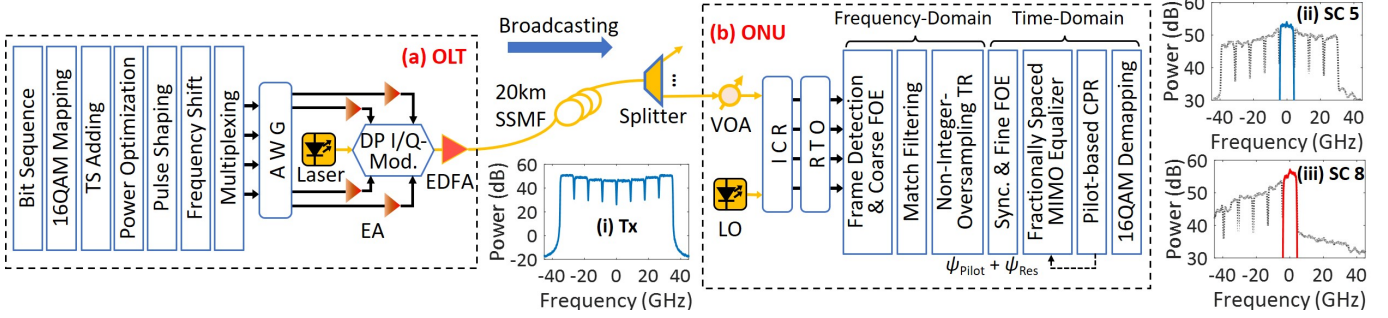 (a) OLT
Bit Sequence
16QAM Mapping
TS Adding
Power Optimization
Pulse Shaping
Frequency Shift
Multiplexing
AWG
Laser
DP I/Q-
Mod.
EA
EDFA
Broadcasting
20km
SSMF
Splitter
...
Power (dB)
60
40
20
0
-20
(i) Tx
-40 -20 0 20 40
Frequency (GHz)
(b) ONU
VOA
LO
ICR
RTO
Frequency-Domain
Time-Domain
Frame Detection
& Coarse FOE
Match Filtering
Non-Integer-
Oversampling TR
Sync. & Fine FOE
Fractionally Spaced
MIMO Equalizer
Pilot-based CPR
16QAM Demapping
ψPilot + ψRes
Power (dB)
60
50
40
30
(ii) SC 5
-40 -20 0 20 40
Frequency (GHz)
Power (dB)
60
50
40
30
(iii) SC 8
-40 -20 0 20 40
Frequency (GHz)